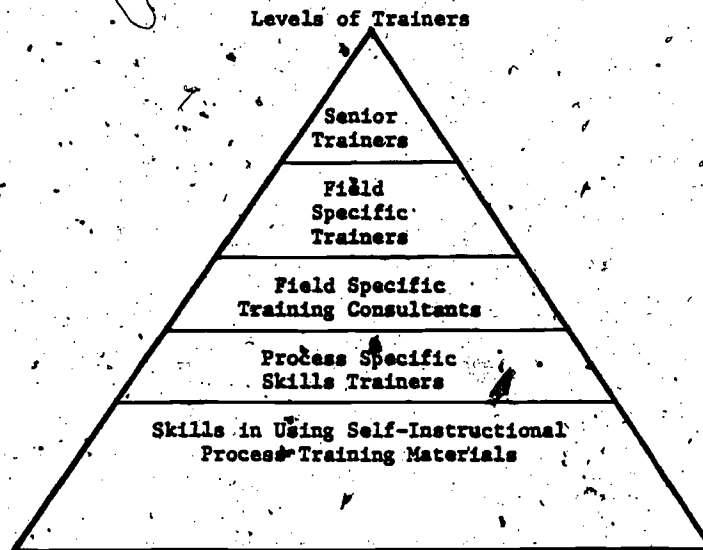 Levels of Trainers
Senior
Trainers
Field
Specific
Trainers
Field Specific
Training Consultants
Process Specific
Skills Trainers
Skills in Using Self-Instructional
Process Training Materials